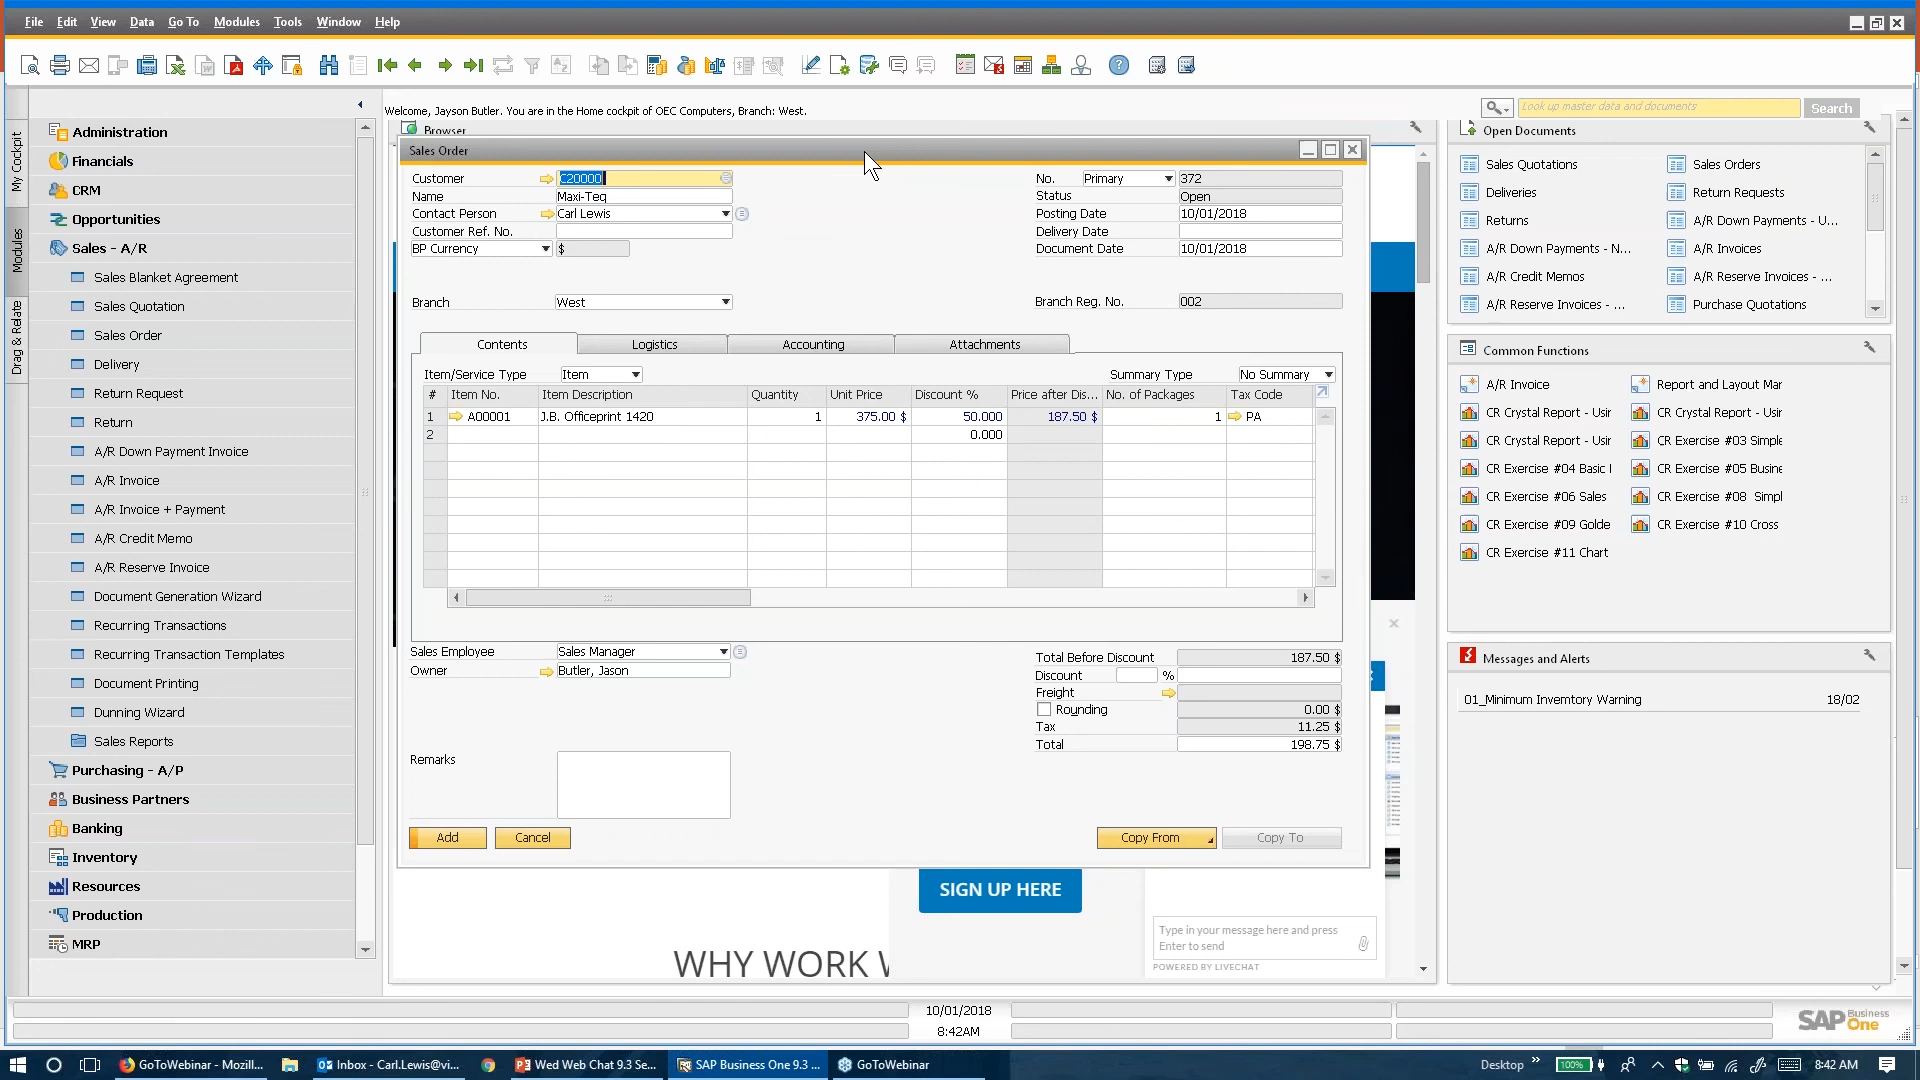 File Edit View Data Go To Modules Tools Window Help
Welcome, Jayson Butler. You are in the Home cockpit of OEC Computers, Branch: West.
Look up master data and documents Search
My Cockpit
Modules
Drag & Relate
Administration
Financials
CRM
Opportunities
Sales - A/R
Sales Blanket Agreement
Sales Quotation
Sales Order
Delivery
Return Request
Return
A/R Down Payment Invoice
A/R Invoice
A/R Invoice + Payment
A/R Credit Memo
A/R Reserve Invoice
Document Generation Wizard
Recurring Transactions
Recurring Transaction Templates
Document Printing
Dunning Wizard
Sales Reports
Purchasing - A/P
Business Partners
Banking
Inventory
Resources
Production
MRP
Browser
Sales Order
Customer C20000
Name Maxi-Teq
Contact Person Carl Lewis
Customer Ref. No.
BP Currency $
Branch West
No. Primary 372
Status Open
Posting Date 10/01/2018
Delivery Date
Document Date 10/01/2018
Branch Reg. No. 002
Contents Logistics Accounting Attachments
Item/Service Type Item Summary Type No Summary
# Item No. Item Description Quantity Unit Price Discount % Price after Dis... No. of Packages Tax Code
1 A00001 J.B. Officeprint 1420 1 375.00 $ 50.000 187.50 $ 1 PA
2 0.000
Sales Employee Sales Manager
Owner Butler, Jason
Total Before Discount 187.50 $
Discount %
Freight
Rounding 0.00 $
Tax 11.25 $
Total 198.75 $
Remarks
Add Cancel Copy From Copy To
SIGN UP HERE
WHY WORK W
Type in your message here and press
Enter to send
POWERED BY LIVECHAT
Open Documents
Sales Quotations Sales Orders
Deliveries Return Requests
Returns A/R Down Payments - U...
A/R Down Payments - N... A/R Invoices
A/R Credit Memos A/R Reserve Invoices - ...
A/R Reserve Invoices - ... Purchase Quotations
Common Functions
A/R Invoice Report and Layout Mar
CR Crystal Report - Usir CR Crystal Report - Usir
CR Crystal Report - Usir CR Exercise #03 Simple
CR Exercise #04 Basic I CR Exercise #05 Busine
CR Exercise #06 Sales CR Exercise #08 Simpl
CR Exercise #09 Golde CR Exercise #10 Cross
CR Exercise #11 Chart
Messages and Alerts
01_Minimum Invemtory Warning 18/02
10/01/2018
8:42AM
SAP Business One
GoToWebinar - Mozill... Inbox - Carl.Lewis@vi... Wed Web Chat 9.3 Se... SAP Business One 9.3 ... GoToWebinar Desktop 100% 8:42 AM